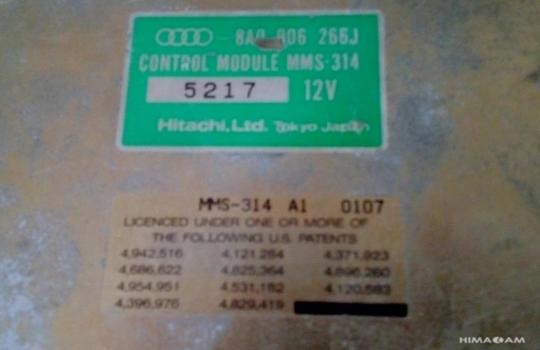 8A0 906 266J
CONTROL MODULE MMS-314
5217 12V
Hitachi, Ltd. Tokyo Japan
MMS-314 A1 0107
LICENCED UNDER ONE OR MORE OF
THE FOLLOWING U.S. PATENTS
4,942,516 4,121,284 4,371,923
4,686,622 4,825,364 4,896,260
4,954,951 4,531,182 4,120,583
4,396,976 4,829,419
HIMA AM